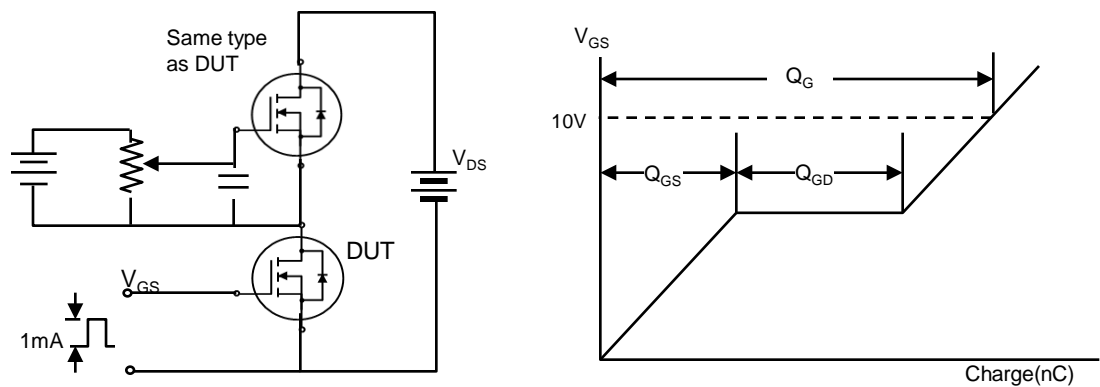 Same type
as DUT
V_DS
DUT
V_GS
1mA
V_GS
Q_G
10V
Q_GS
Q_GD
Charge(nC)